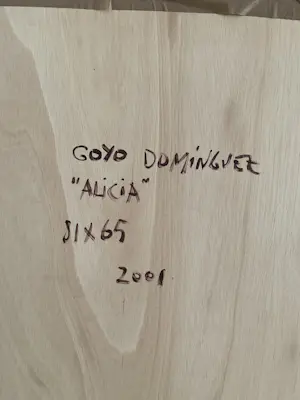 GOYO DOMÍNGUEZ
"ALiCiA"
81X65
2001